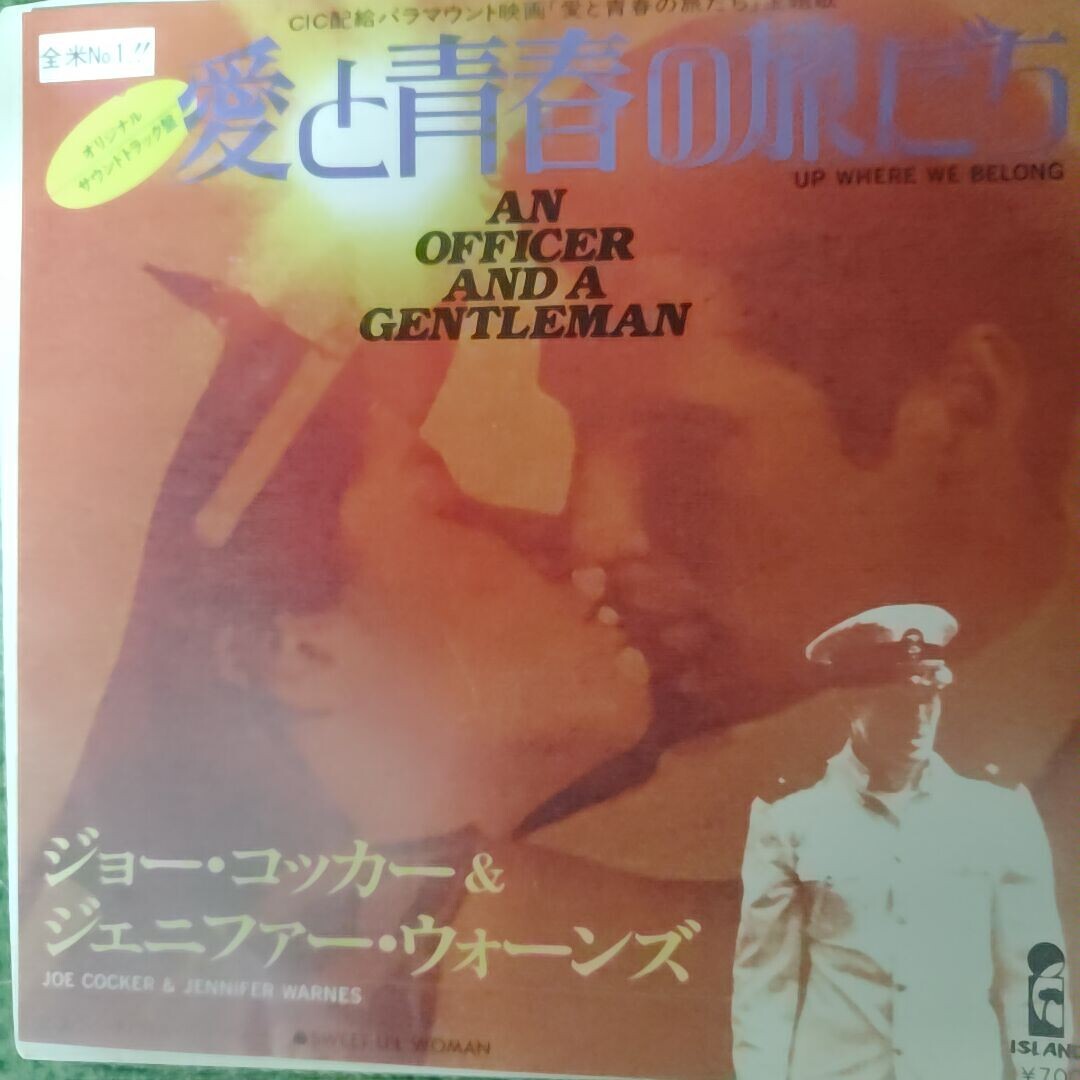 CIC配給パラマウント映画「愛と青春の旅だち」主題歌
全米No1!!
オリジナル
サウンドトラック盤
愛と青春の旅だち
UP WHERE WE BELONG
AN
OFFICER
AND A
GENTLEMAN
ジョー・コッカー&
ジェニファー・ウォーンズ
JOE COCKER & JENNIFER WARNES
SWEET LI'L WOMAN
ISLAND
¥700